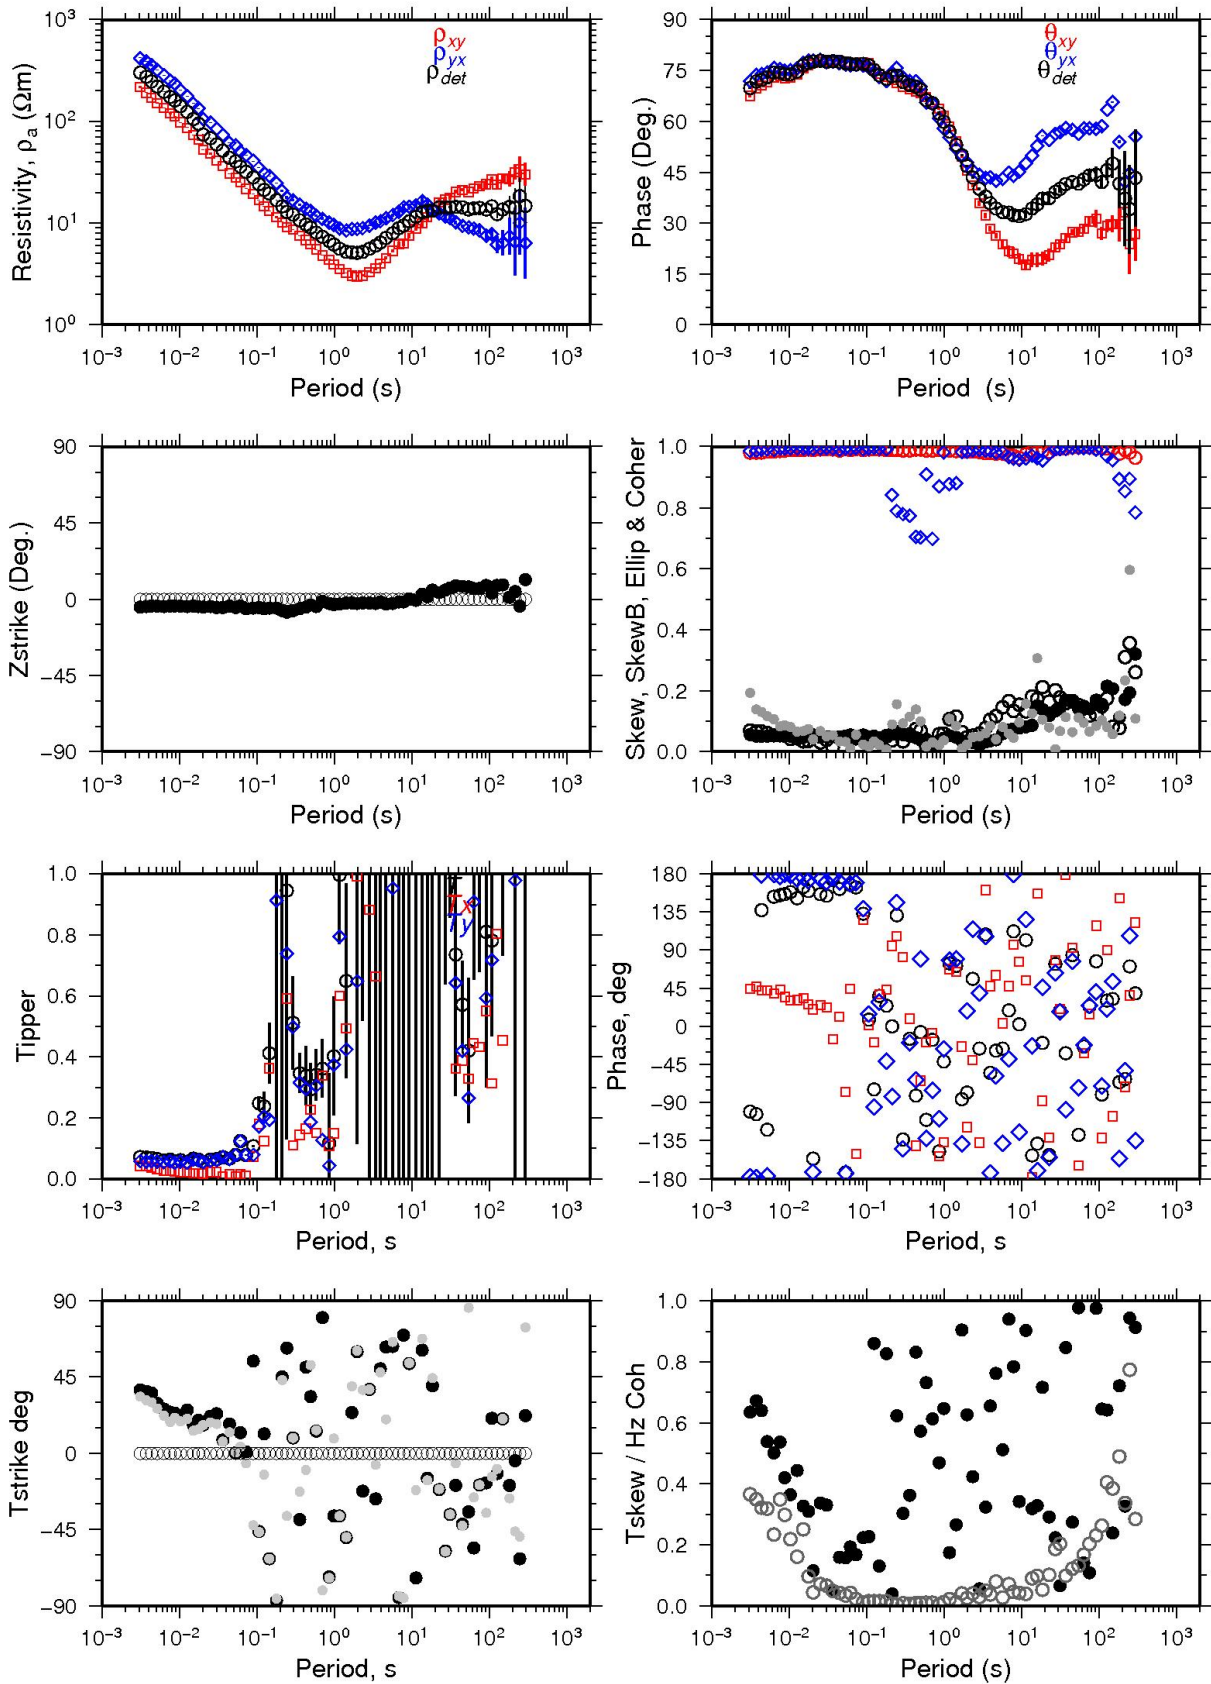 10³
10²
10¹
10⁰
Resistivity, ρa (Ωm)
ρxy
ρyx
ρdet
10⁻³ 10⁻² 10⁻¹ 10⁰ 10¹ 10² 10³
Period (s)
90
75
60
45
30
15
0
Phase (Deg.)
θxy
θyx
θdet
10⁻³ 10⁻² 10⁻¹ 10⁰ 10¹ 10² 10³
Period (s)
90
45
0
−45
−90
Zstrike (Deg.)
10⁻³ 10⁻² 10⁻¹ 10⁰ 10¹ 10² 10³
Period (s)
1.0
0.8
0.6
0.4
0.2
0.0
Skew, SkewB, Ellip & Coher
10⁻³ 10⁻² 10⁻¹ 10⁰ 10¹ 10² 10³
Period (s)
1.0
0.8
0.6
0.4
0.2
0.0
Tipper
T
Tx
Ty
10⁻³ 10⁻² 10⁻¹ 10⁰ 10¹ 10² 10³
Period, s
180
135
90
45
0
−45
−90
−135
−180
Phase, deg
10⁻³ 10⁻² 10⁻¹ 10⁰ 10¹ 10² 10³
Period, s
90
45
0
−45
−90
Tstrike deg
10⁻³ 10⁻² 10⁻¹ 10⁰ 10¹ 10² 10³
Period, s
1.0
0.8
0.6
0.4
0.2
0.0
Tskew / Hz Coh
10⁻³ 10⁻² 10⁻¹ 10⁰ 10¹ 10² 10³
Period (s)